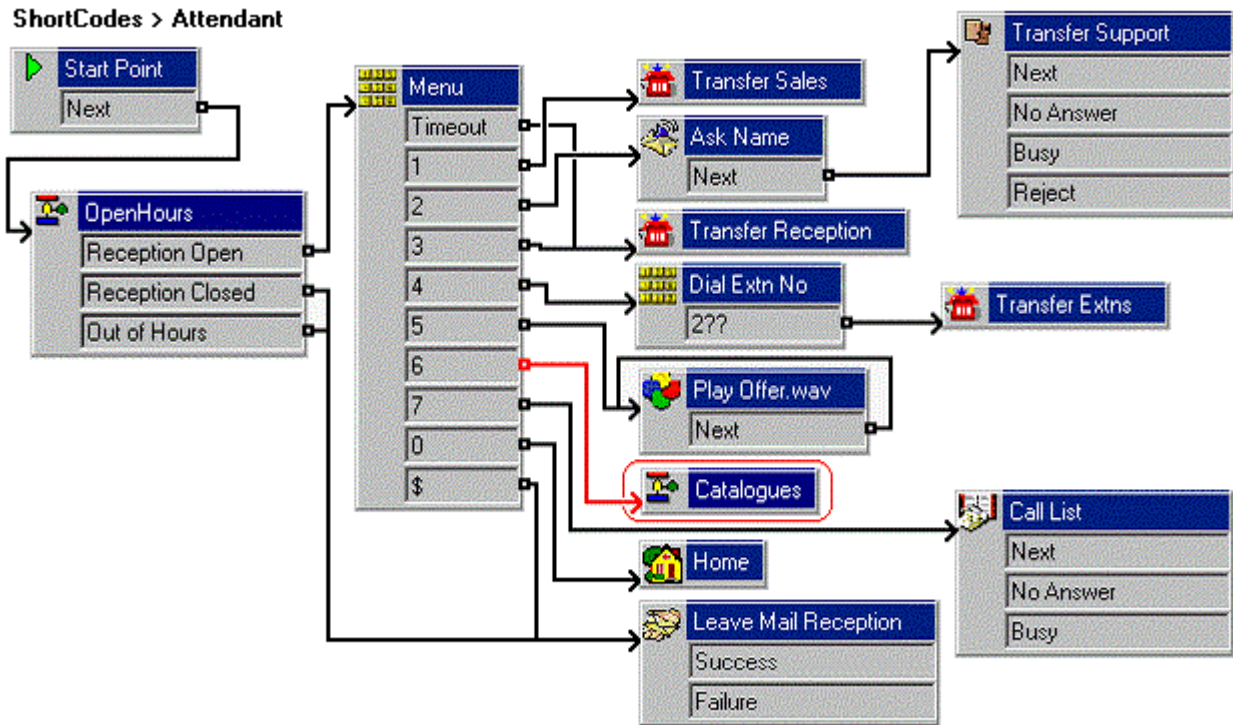 ShortCodes > Attendant
Start Point
Next
OpenHours
Reception Open
Reception Closed
Out of Hours
Menu
Timeout
1
2
3
4
5
6
7
0
$
Transfer Sales
Ask Name
Next
Transfer Reception
Dial Extn No
2??
Play Offer.wav
Next
Catalogues
Home
Leave Mail Reception
Success
Failure
Transfer Support
Next
No Answer
Busy
Reject
Transfer Extns
Call List
Next
No Answer
Busy